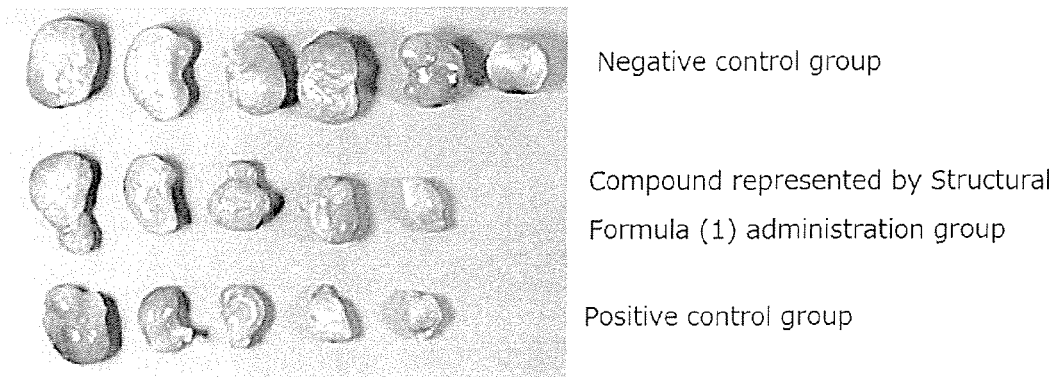 Negative control group
Compound represented by Structural
Formula (1) administration group
Positive control group